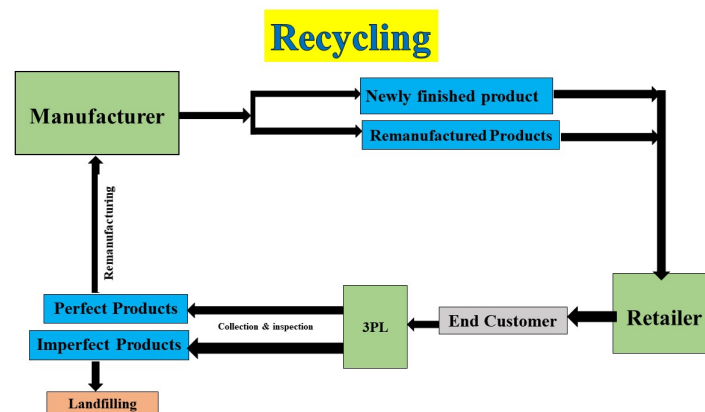 Recycling
Manufacturer
Newly finished product
Remanufactured Products
Remanufacturing
Perfect Products
Collection & inspection
3PL
End Customer
Retailer
Imperfect Products
Landfilling